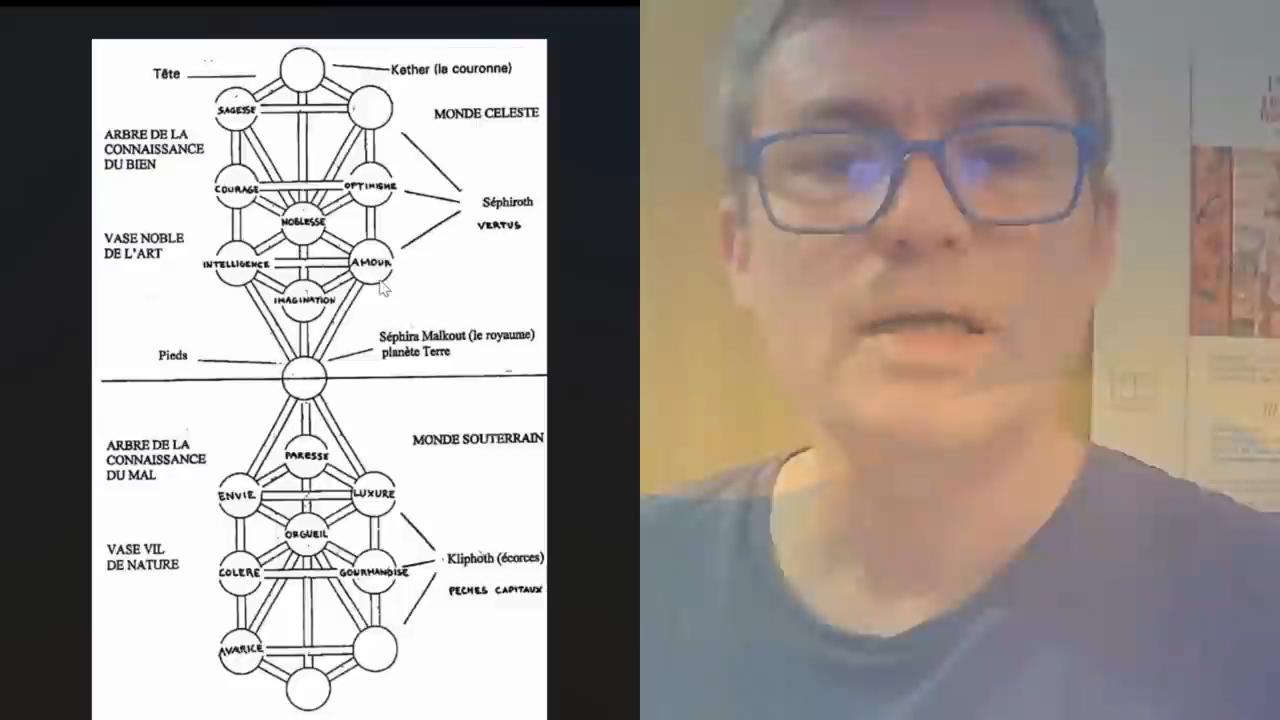 Tête
Kether (la couronne)
SAGESSE
MONDE CELESTE
ARBRE DE LA
CONNAISSANCE
DU BIEN
COURAGE
OPTIMISME
Séphiroth
VERTUS
NOBLESSE
VASE NOBLE
DE L'ART
INTELLIGENCE
AMOUR
IMAGINATION
Séphira Malkout (le royaume)
planète Terre
Pieds
ARBRE DE LA
CONNAISSANCE
DU MAL
MONDE SOUTERRAIN
PARESSE
ENVIE
LUXURE
ORGUEIL
VASE VIL
DE NATURE
Kliphoth (écorces)
COLERE
GOURMANDISE
PECHES CAPITAUX
AVARICE